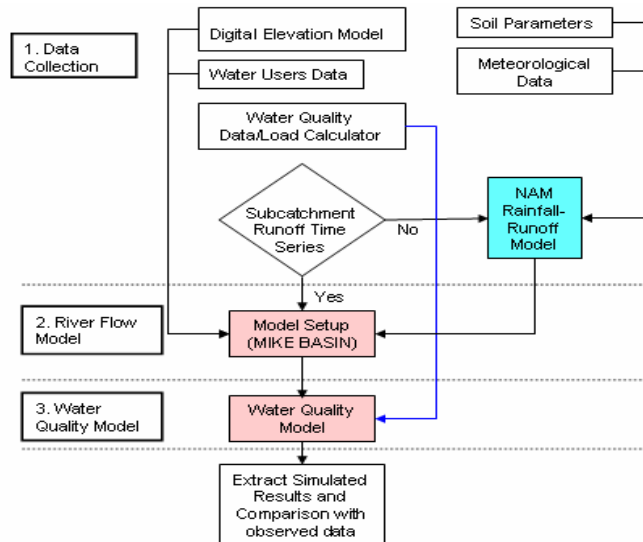 1. Data
Collection
Digital Elevation Model
Water Users Data
Water Quality
Data/Load Calculator
Soil Parameters
Meteorological
Data
Subcatchment
Runoff Time
Series
No
NAM
Rainfall-
Runoff
Model
Yes
2. River Flow
Model
Model Setup
(MIKE BASIN)
3. Water
Quality Model
Water Quality
Model
Extract Simulated
Results and
Comparison with
observed data